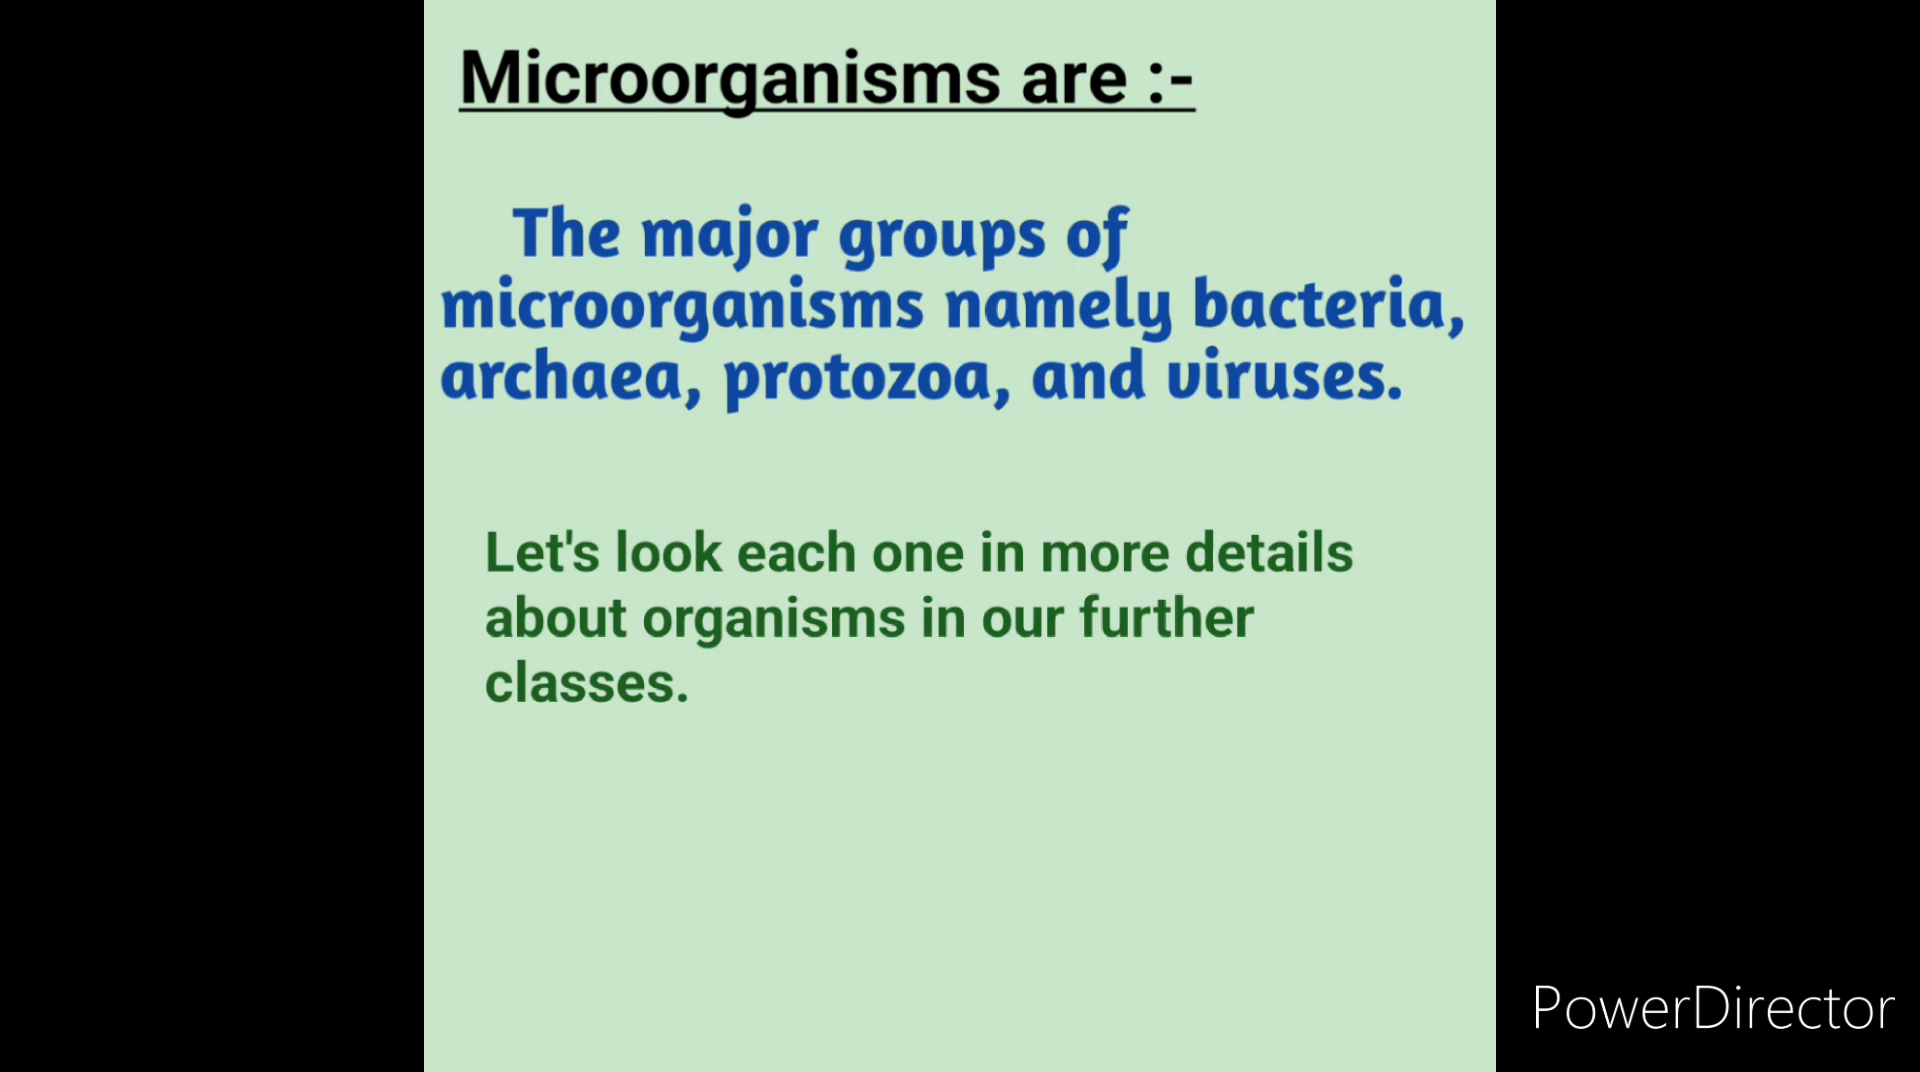 Microorganisms are :-
The major groups of
microorganisms namely bacteria,
archaea, protozoa, and viruses.
Let's look each one in more details
about organisms in our further
classes.
PowerDirector